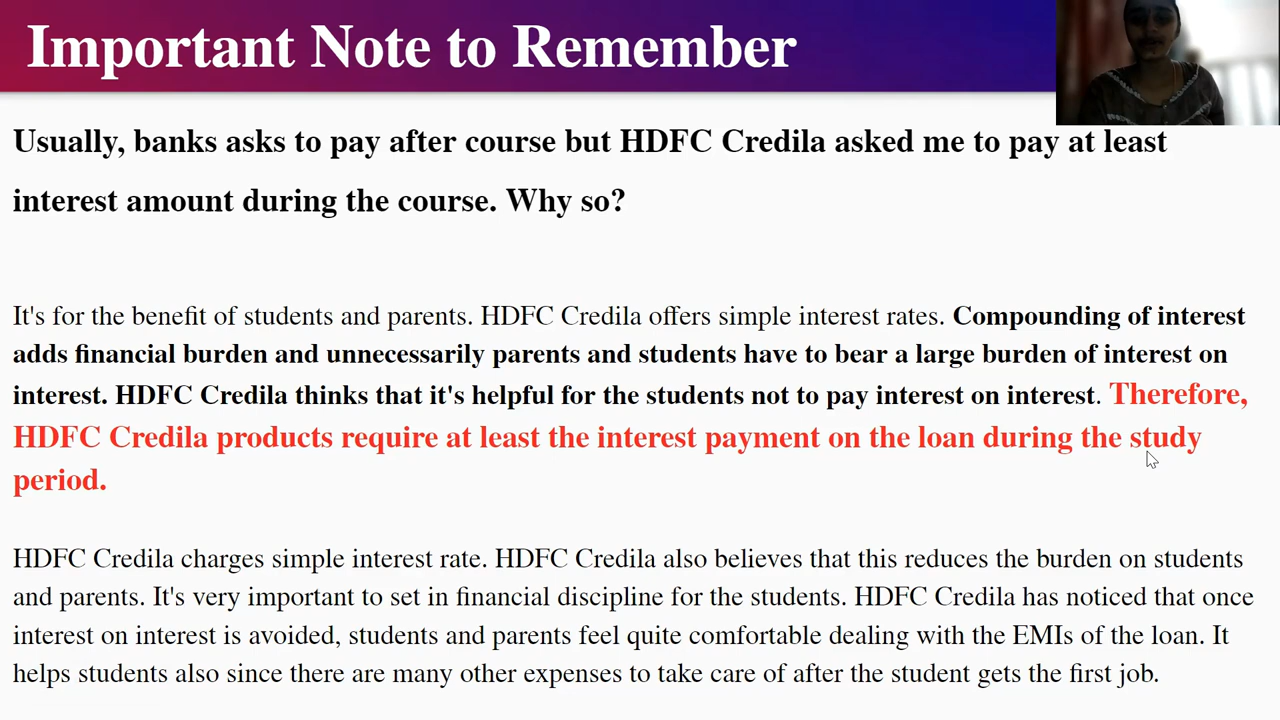 Important Note to Remember
Usually, banks asks to pay after course but HDFC Credila asked me to pay at least
interest amount during the course. Why so?
It's for the benefit of students and parents. HDFC Credila offers simple interest rates. Compounding of interest
adds financial burden and unnecessarily parents and students have to bear a large burden of interest on
interest. HDFC Credila thinks that it's helpful for the students not to pay interest on interest. Therefore,
HDFC Credila products require at least the interest payment on the loan during the study
period.
HDFC Credila charges simple interest rate. HDFC Credila also believes that this reduces the burden on students
and parents. It's very important to set in financial discipline for the students. HDFC Credila has noticed that once
interest on interest is avoided, students and parents feel quite comfortable dealing with the EMIs of the loan. It
helps students also since there are many other expenses to take care of after the student gets the first job.